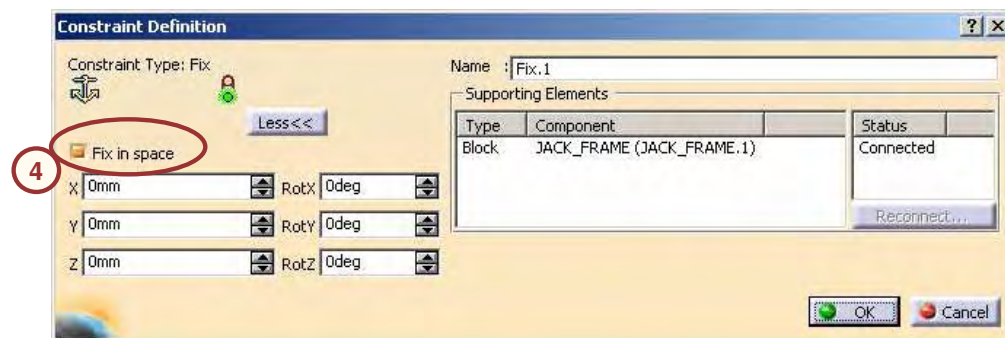 Constraint Definition
? X
Constraint Type: Fix
Less<<
4
Fix in space
X 0mm RotX 0deg
Y 0mm RotY 0deg
Z 0mm RotZ 0deg
Name : Fix.1
Supporting Elements
Type Component Status
Block JACK_FRAME (JACK_FRAME.1) Connected
Reconnect...
OK Cancel